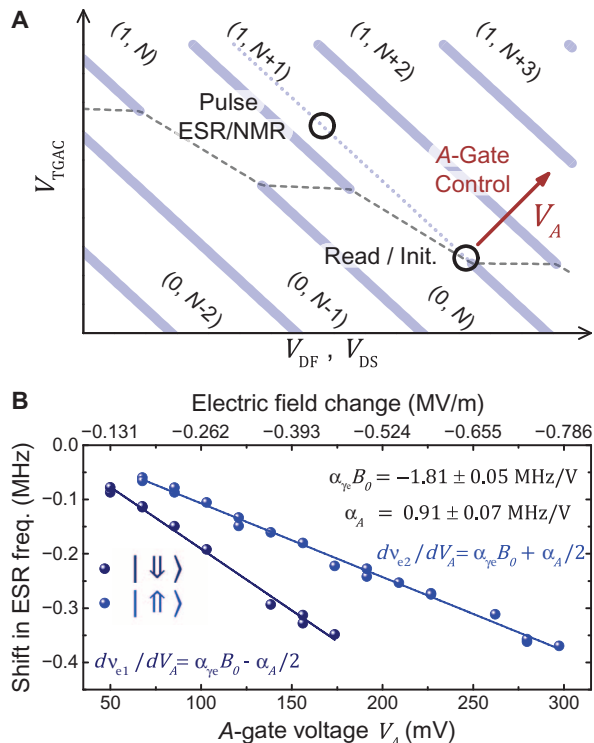 A
(1, N)
(1, N+1)
(1, N+2)
(1, N+3)
Pulse
ESR/NMR
A-Gate
Control
V_A
V_TGAC
Read / Init.
(0, N-2)
(0, N-1)
(0, N)
V_DF , V_DS
B
Electric field change (MV/m)
−0.131 −0.262 −0.393 −0.524 −0.655 −0.786
0.0
−0.1
−0.2
−0.3
−0.4
Shift in ESR freq. (MHz)
α_γe B_0 = −1.81 ± 0.05 MHz/V
α_A = 0.91 ± 0.07 MHz/V
dν_e2/dV_A= α_γe B_0 + α_A/2
|⇓⟩
|⇑⟩
dν_e1/dV_A= α_γe B_0 - α_A/2
50 100 150 200 250 300
A-gate voltage V_A (mV)